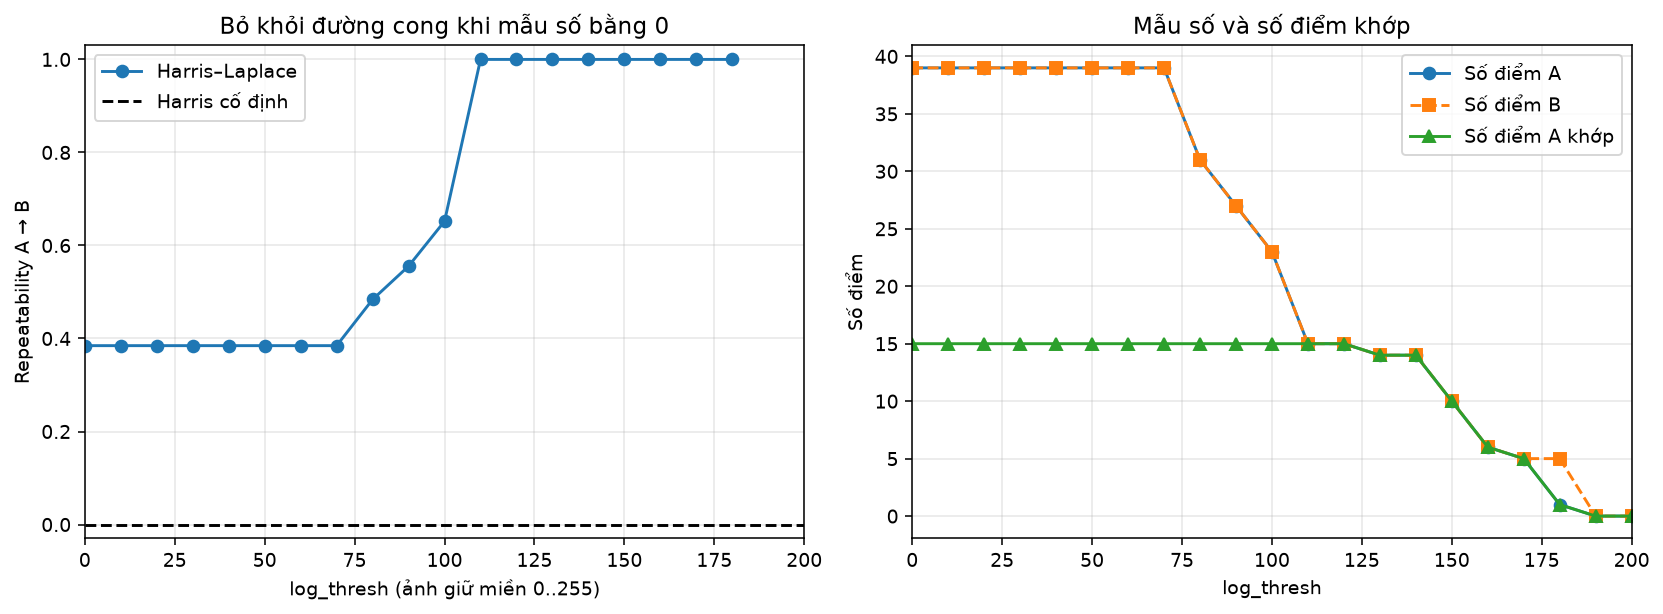 Bỏ khỏi đường cong khi mẫu số bằng 0
Repeatability A → B
1.0
0.8
0.6
0.4
0.2
0.0
Harris–Laplace
Harris cố định
0 25 50 75 100 125 150 175 200
log_thresh (ảnh giữ miền 0..255)
Mẫu số và số điểm khớp
Số điểm
40
35
30
25
20
15
10
5
0
Số điểm A
Số điểm B
Số điểm A khớp
0 25 50 75 100 125 150 175 200
log_thresh